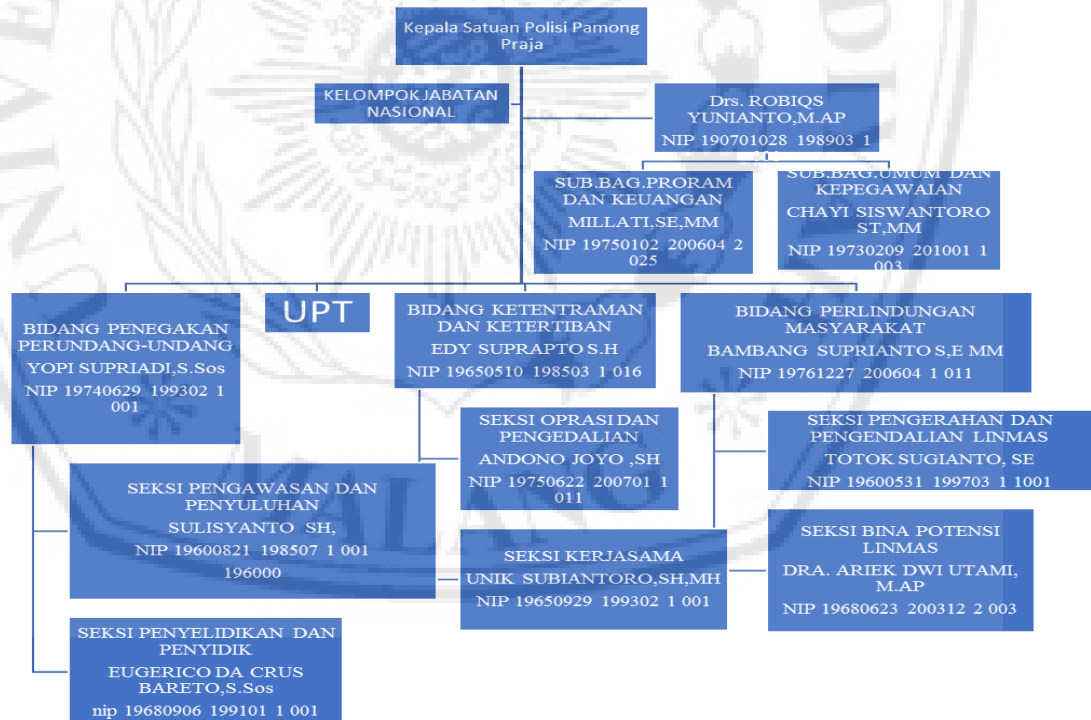 Kepala Satuan Polisi Pamong
Praja
KELOMPOK JABATAN
NASIONAL
Drs. ROBIQS
YUNIANTO,M.AP
NIP 190701028 198903 1
SUB.BAG.PRORAM
DAN KEUANGAN
MILLATI,SE,MM
NIP 19750102 200604 2
025
SUB.BAG.UMUM DAN
KEPEGAWAIAN
CHAYI SISWANTORO
ST,MM
NIP 19730209 201001 1
003
BIDANG PENEGAKAN
PERUNDANG-UNDANG
YOPI SUPRIADI,S.Sos
NIP 19740629 199302 1
001
UPT
BIDANG KETENTRAMAN
DAN KETERTIBAN
EDY SUPRAPTO S.H
NIP 19650510 198503 1 016
BIDANG PERLINDUNGAN
MASYARAKAT
BAMBANG SUPRIANTO S,E MM
NIP 19761227 200604 1 011
SEKSI OPRASI DAN
PENGEDALIAN
ANDONO JOYO ,SH
NIP 19750622 200701 1
011
SEKSI PENGERAHAN DAN
PENGENDALIAN LINMAS
TOTOK SUGIANTO, SE
NIP 19600531 199703 1 1001
SEKSI PENGAWASAN DAN
PENYULUHAN
SULISYANTO SH,
NIP 19600821 198507 1 001
196000
SEKSI KERJASAMA
UNIK SUBIANTORO,SH,MH
NIP 19650929 199302 1 001
SEKSI BINA POTENSI
LINMAS
DRA. ARIEK DWI UTAMI,
M.AP
NIP 19680623 200312 2 003
SEKSI PENYELIDIKAN DAN
PENYIDIK
EUGERICO DA CRUS
BARETO,S.Sos
nip 19680906 199101 1 001
MALANG